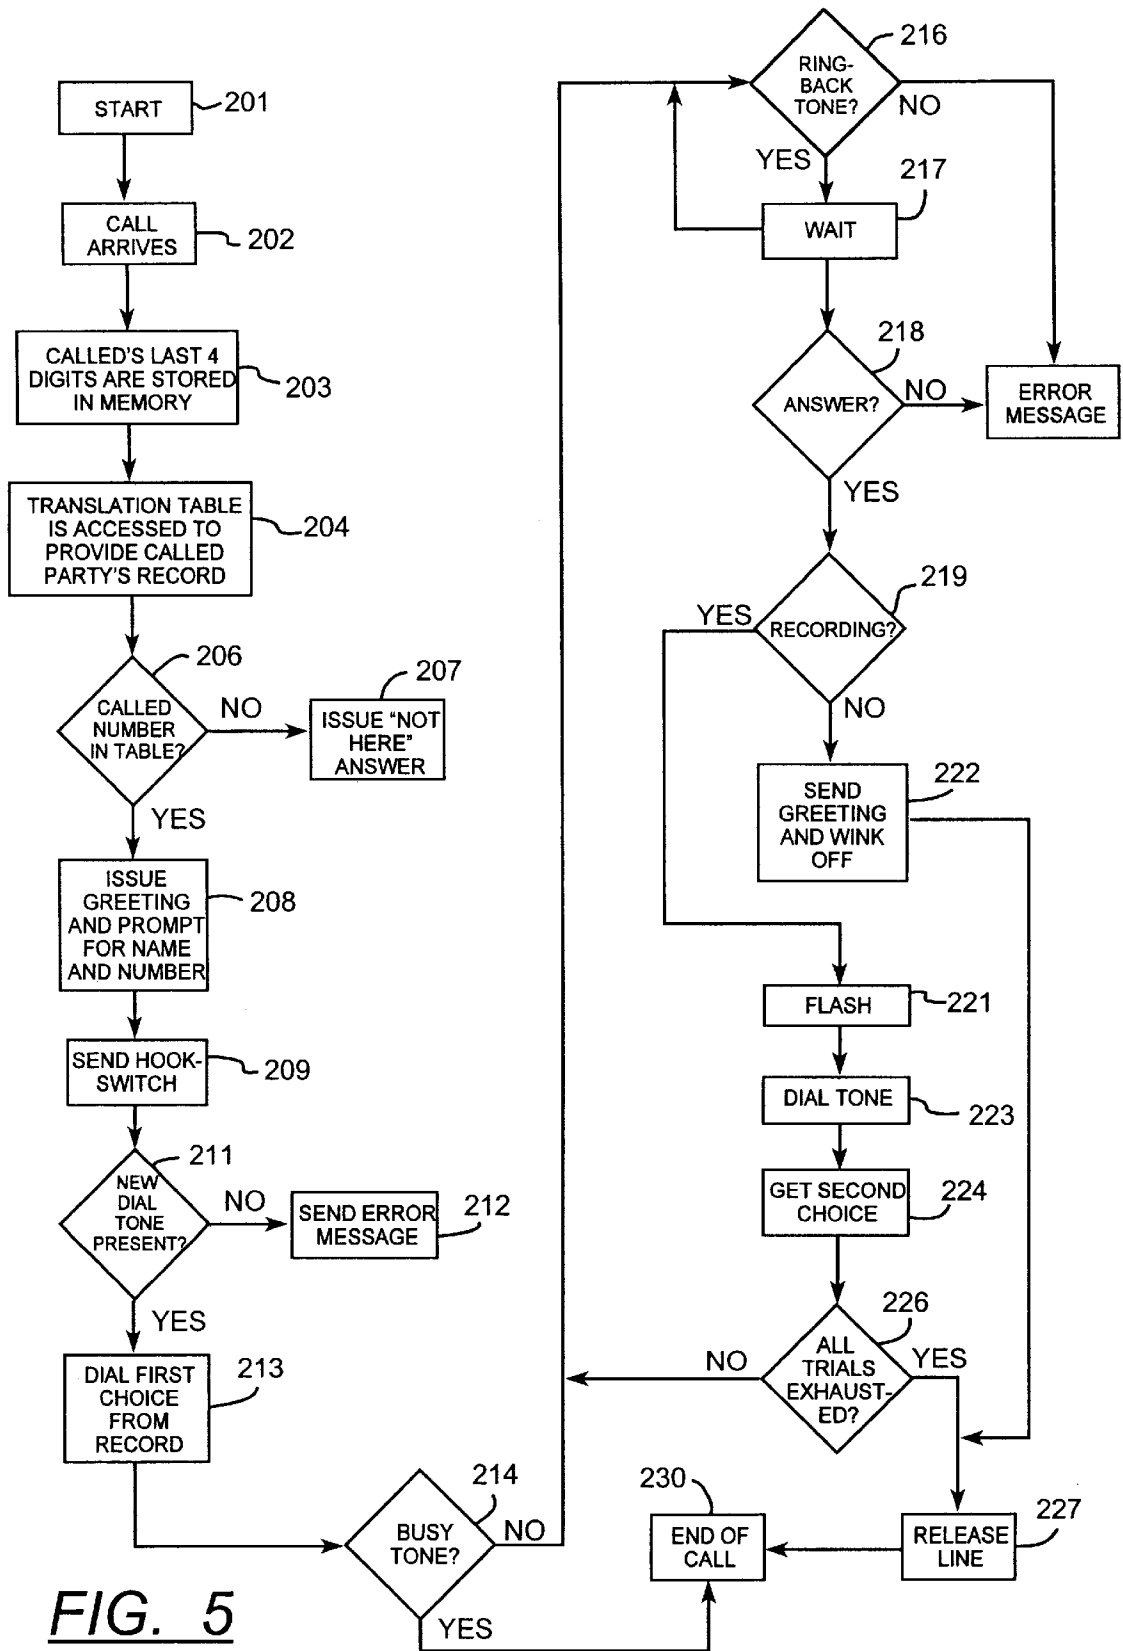 START
201
CALL
ARRIVES
202
CALLED'S LAST 4
DIGITS ARE STORED
IN MEMORY
203
TRANSLATION TABLE
IS ACCESSED TO
PROVIDE CALLED
PARTY'S RECORD
204
206
CALLED
NUMBER
IN TABLE?
NO
207
ISSUE "NOT
HERE"
ANSWER
YES
ISSUE
GREETING
AND PROMPT
FOR NAME
AND NUMBER
208
SEND HOOK-
SWITCH
209
211
NEW
DIAL
TONE
PRESENT?
NO
SEND ERROR
MESSAGE
212
YES
DIAL FIRST
CHOICE
FROM
RECORD
213
214
BUSY
TONE?
NO
YES
216
RING-
BACK
TONE?
NO
YES
217
WAIT
218
ANSWER?
NO
ERROR
MESSAGE
YES
219
RECORDING?
YES
NO
SEND
GREETING
AND WINK
OFF
222
FLASH
221
DIAL TONE
223
GET SECOND
CHOICE
224
226
ALL
TRIALS
EXHAUST-
ED?
NO
YES
230
END OF
CALL
RELEASE
LINE
227
FIG. 5